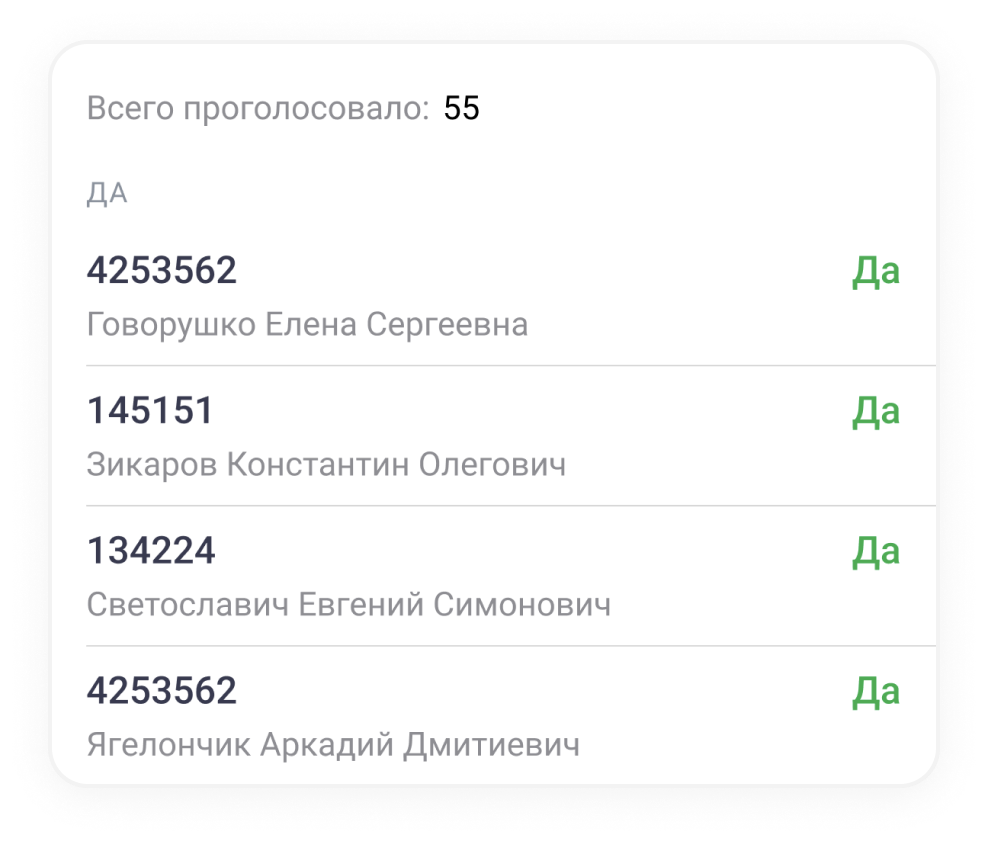 Всего проголосовало: 55
ДА
4253562 Да
Говорушко Елена Сергеевна
145151 Да
Зикаров Константин Олегович
134224 Да
Светославич Евгений Симонович
4253562 Да
Ягелончик Аркадий Дмитиевич